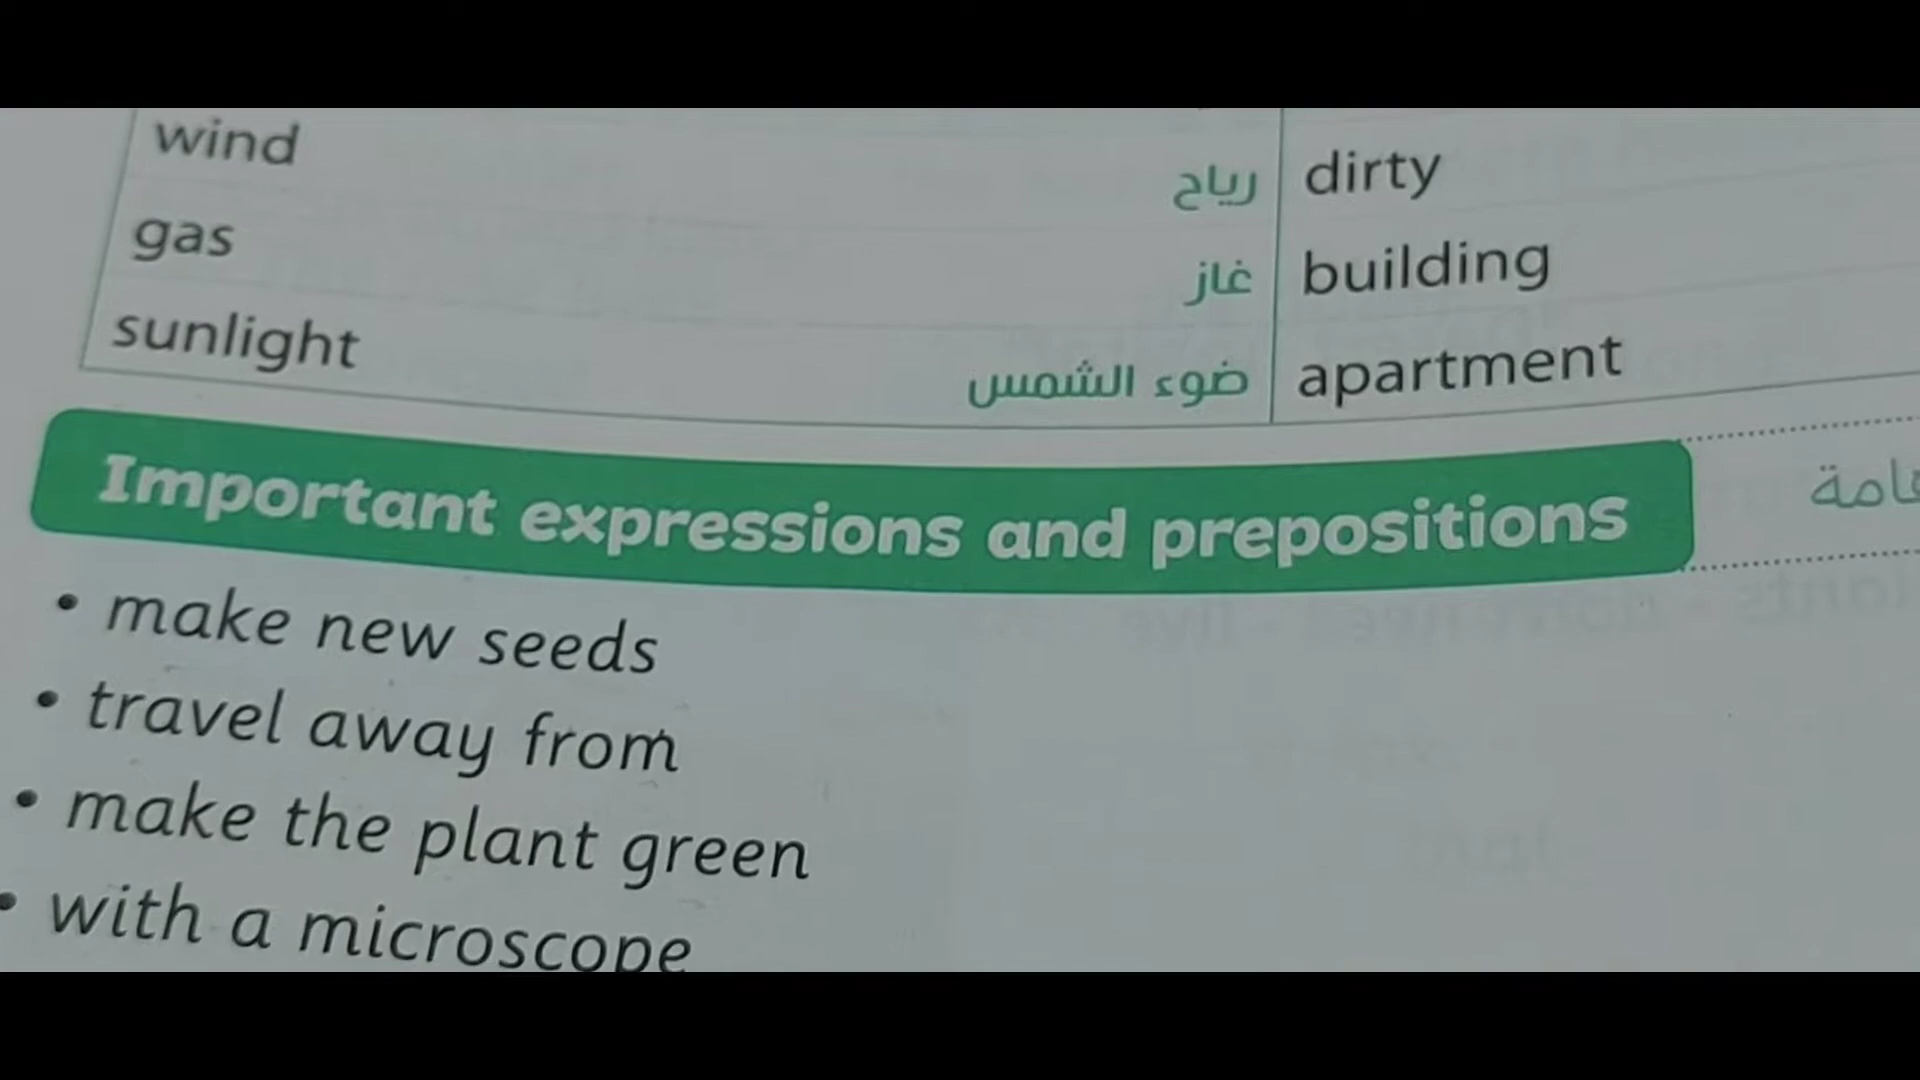 wind رياح dirty
gas غاز building
sunlight ضوء الشمس apartment
Important expressions and prepositions
• make new seeds
• travel away from
• make the plant green
• with a microscope